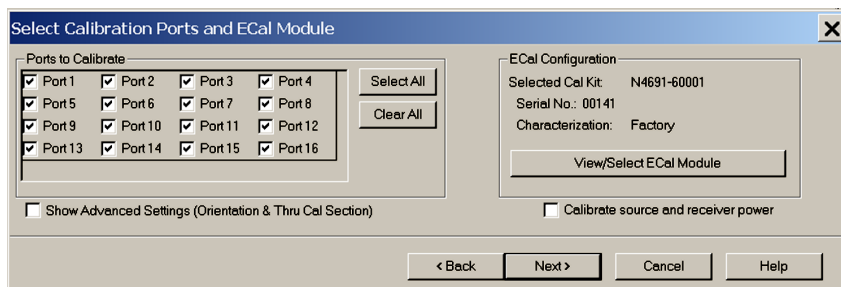 Select Calibration Ports and ECal Module
Ports to Calibrate
Port 1 Port 2 Port 3 Port 4
Port 5 Port 6 Port 7 Port 8
Port 9 Port 10 Port 11 Port 12
Port 13 Port 14 Port 15 Port 16
Select All
Clear All
Show Advanced Settings (Orientation & Thru Cal Section)
ECal Configuration
Selected Cal Kit: N4691-60001
Serial No.: 00141
Characterization: Factory
View/Select ECal Module
Calibrate source and receiver power
< Back Next > Cancel Help